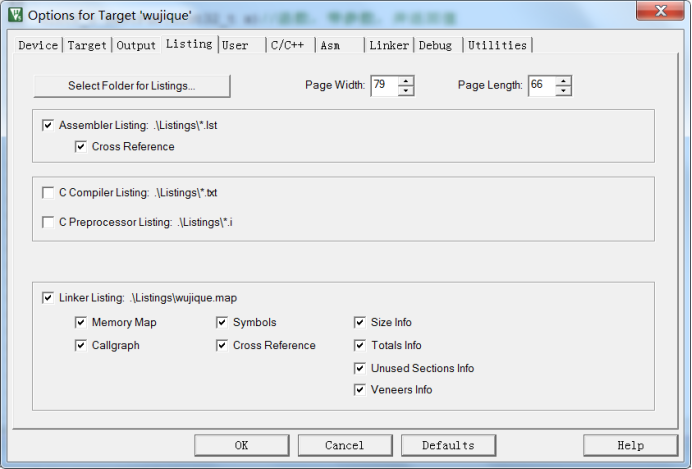 Options for Target 'wujique'
Device Target Output Listing User C/C++ Asm Linker Debug Utilities
Select Folder for Listings... Page Width: 79 Page Length: 66
Assembler Listing: .\Listings\*.lst
Cross Reference
C Compiler Listing: .\Listings\*.txt
C Preprocessor Listing: .\Listings\*.i
Linker Listing: .\Listings\wujique.map
Memory Map Symbols Size Info
Callgraph Cross Reference Totals Info
Unused Sections Info
Veneers Info
OK Cancel Defaults Help